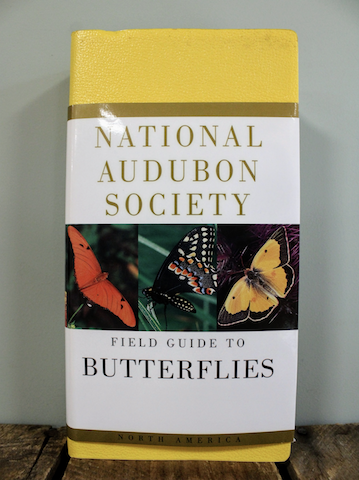 NATIONAL
AUDUBON
SOCIETY
FIELD GUIDE TO
BUTTERFLIES
NORTH AMERICA